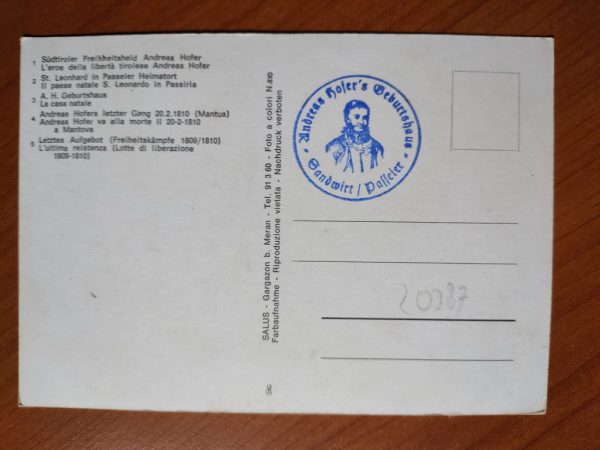 1 Südtiroler Freihheitsheld Andreas Hofer
L'eroe della libertà tirolese Andreas Hofer
2 St. Leonhard in Passeier Heimatort
Il paese natale S. Leonardo in Passiria
3 A. H. Geburtshaus
La casa natale
4 Andreas Hofers letzter Gang 20.2.1810 (Mantua)
Andreas Hofer va alla morte il 20-2-1810
a Mantova
5 Letztes Aufgebot (Freiheitskämpfe 1809/1810)
L'ultima reistenza (Lotte di liberazione
1809-1810)
SALUS - Gargazon b. Meran - Tel. 91 3 60 - Foto a colori N.
Farbaufnahme - Riproduzione vietata - Nachdruck verboten
Andreas Hofer's Geburtshaus
Sandwirt / Passeier